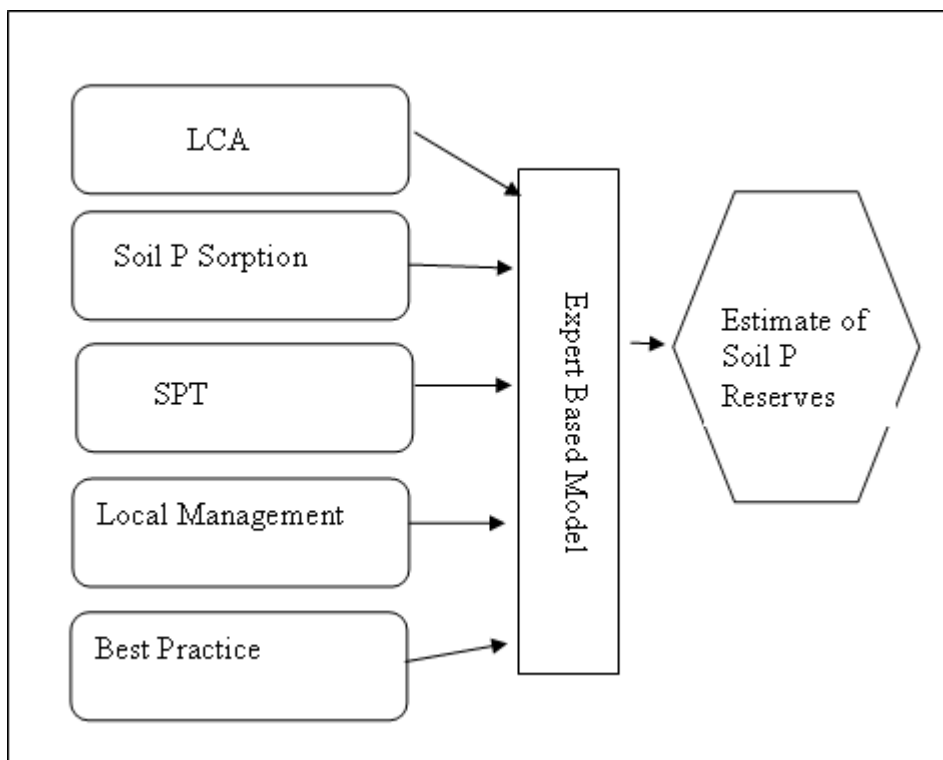 LCA
Soil P Sorption
SPT
Local Management
Best Practice
Expert Based Model
Estimate of
Soil P
Reserves